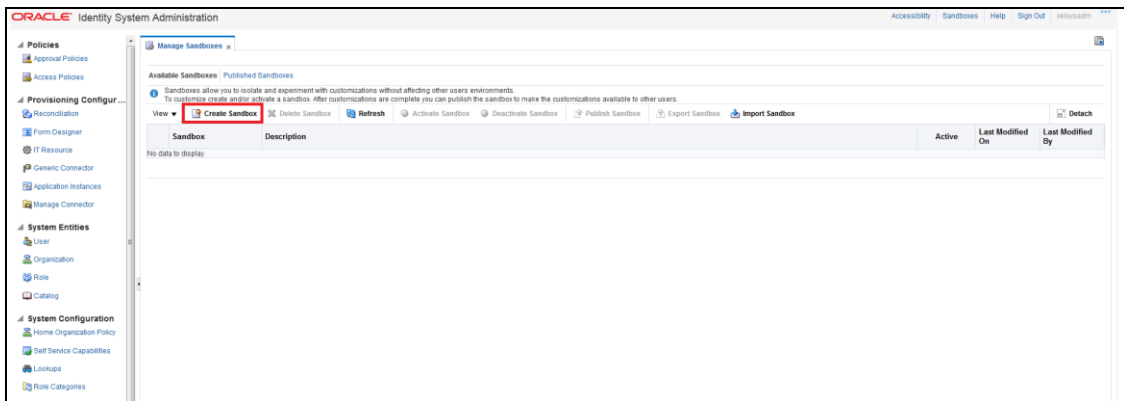 ORACLE Identity System Administration
Accessibility Sandboxes Help Sign Out xelsysadm
Policies
Approval Policies
Access Policies
Provisioning Configur...
Reconciliation
Form Designer
IT Resource
Generic Connector
Application Instances
Manage Connector
System Entities
User
Organization
Role
Catalog
System Configuration
Home Organization Policy
Self Service Capabilities
Lookups
Role Categories
Manage Sandboxes x
Available Sandboxes Published Sandboxes
Sandboxes allow you to isolate and experiment with customizations without affecting other users environments.
To customize create and/or activate a sandbox. After customizations are complete you can publish the sandbox to make the customizations available to other users.
View Create Sandbox Delete Sandbox Refresh Activate Sandbox Deactivate Sandbox Publish Sandbox Export Sandbox Import Sandbox Detach
Sandbox Description Active Last Modified On Last Modified By
No data to display.